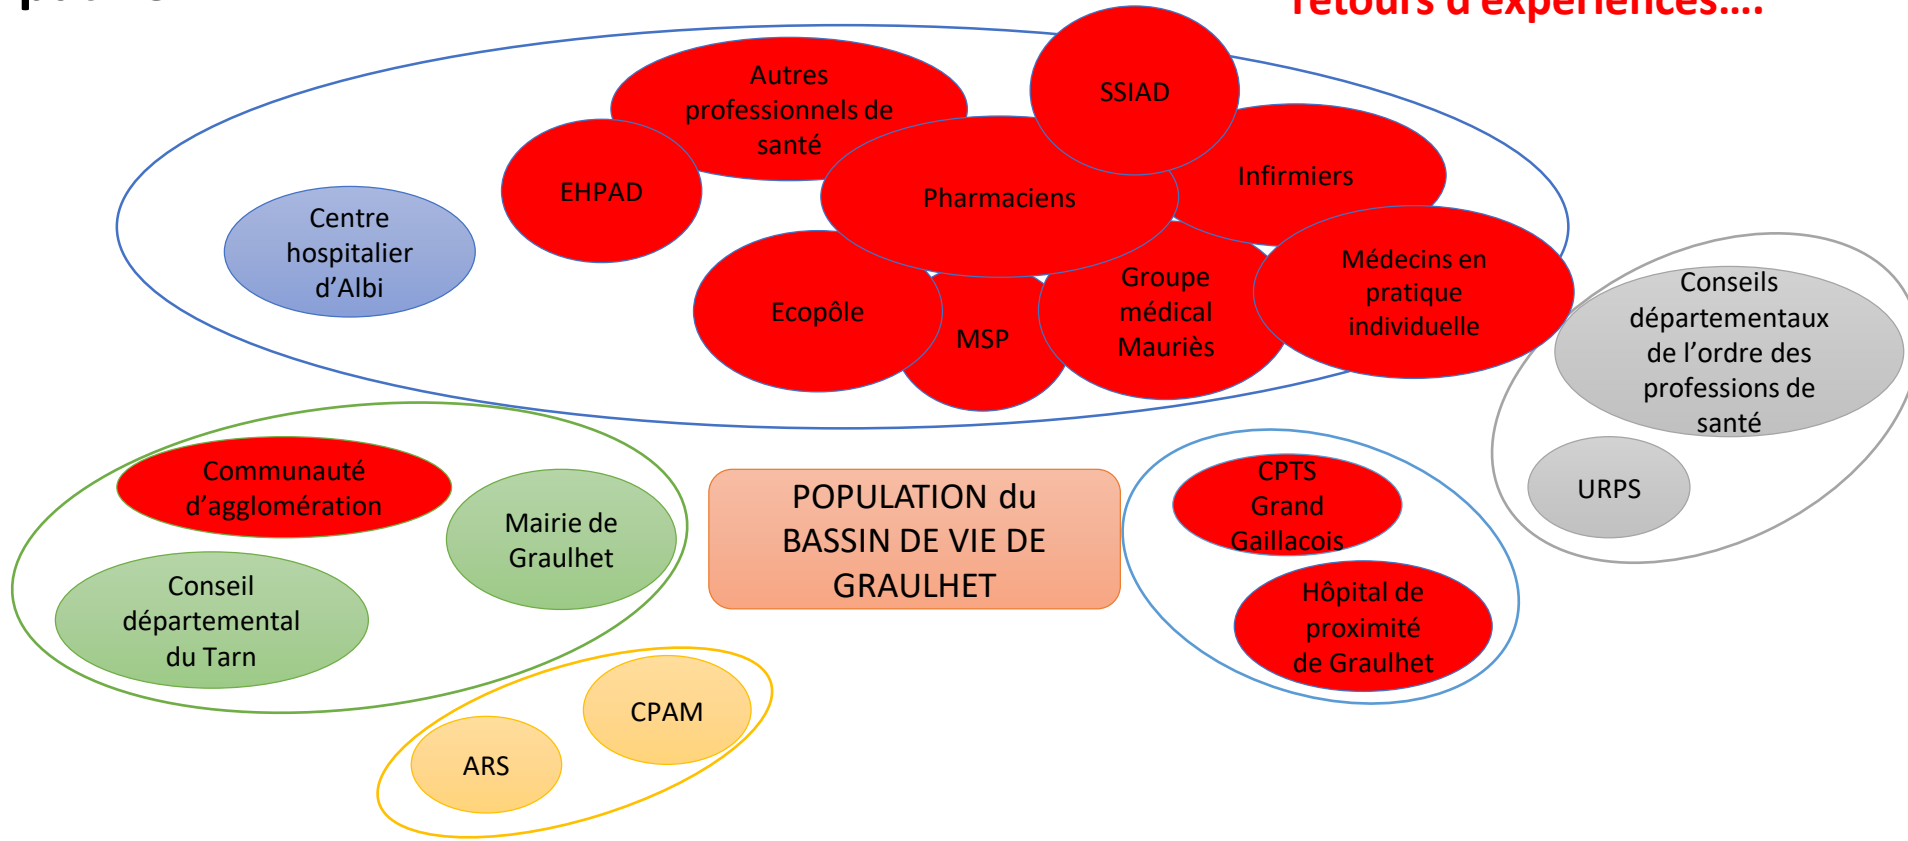 retours d'expériences....
Autres
professionnels de
santé
SSIAD
EHPAD
Pharmaciens
Infirmiers
Centre
hospitalier
d’Albi
Ecopôle
MSP
Groupe
médical
Mauriès
Médecins en
pratique
individuelle
Conseils
départementaux
de l’ordre des
professions de
santé
URPS
Communauté
d’agglomération
Mairie de
Graulhet
Conseil
départemental
du Tarn
POPULATION du
BASSIN DE VIE DE
GRAULHET
CPTS
Grand
Gaillacois
Hôpital de
proximité
de Graulhet
CPAM
ARS